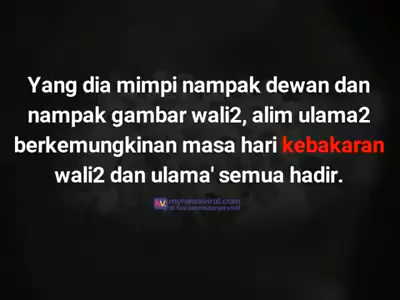 Yang dia mimpi nampak dewan dan
nampak gambar wali2, alim ulama2
berkemungkinan masa hari kebakaran
wali2 dan ulama' semua hadir.
mynewsviral.com